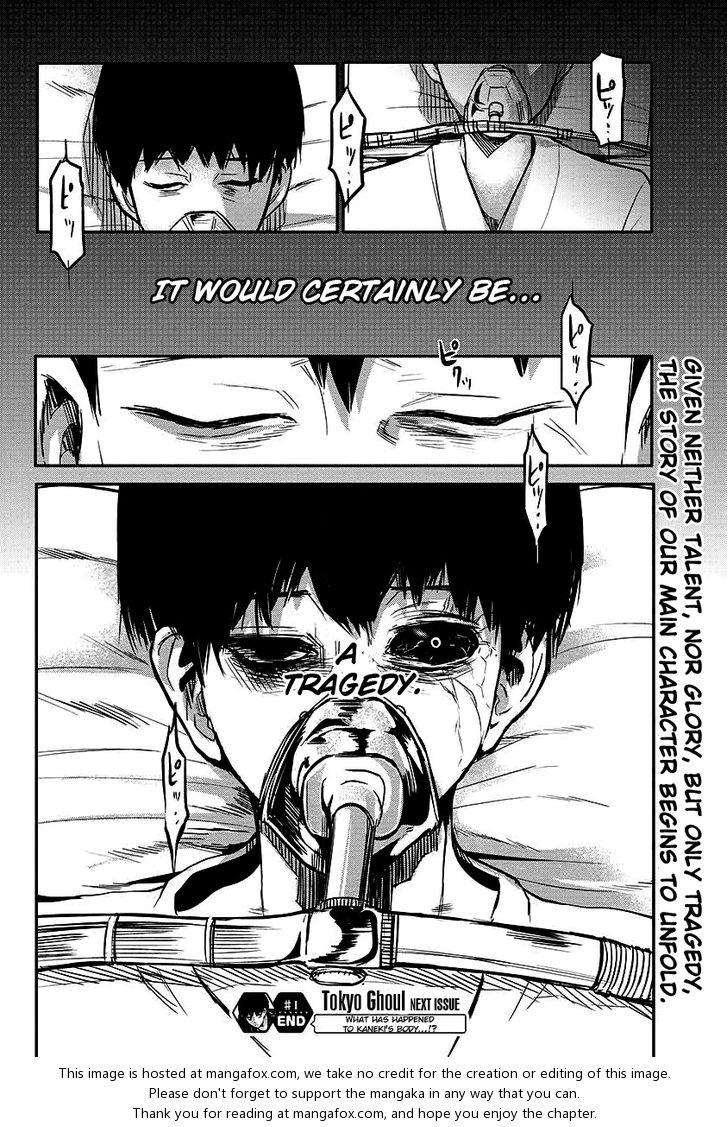 ピッ…
ピッ…
ピッ…
IT WOULD CERTAINLY BE...
ピッ…
ピクッ
ピッ…
GIVEN NEITHER TALENT, NOR GLORY, BUT ONLY TRAGEDY,
THE STORY OF OUR MAIN CHARACTER BEGINS TO UNFOLD.
A
TRAGEDY.
ピッ…
#1
END
Tokyo Ghoul NEXT ISSUE
WHAT HAS HAPPENED
TO KANEKI'S BODY...!?
This image is hosted at mangafox.com, we take no credit for the creation or editing of this image.
Please don't forget to support the mangaka in any way that you can.
Thank you for reading at mangafox.com, and hope you enjoy the chapter.